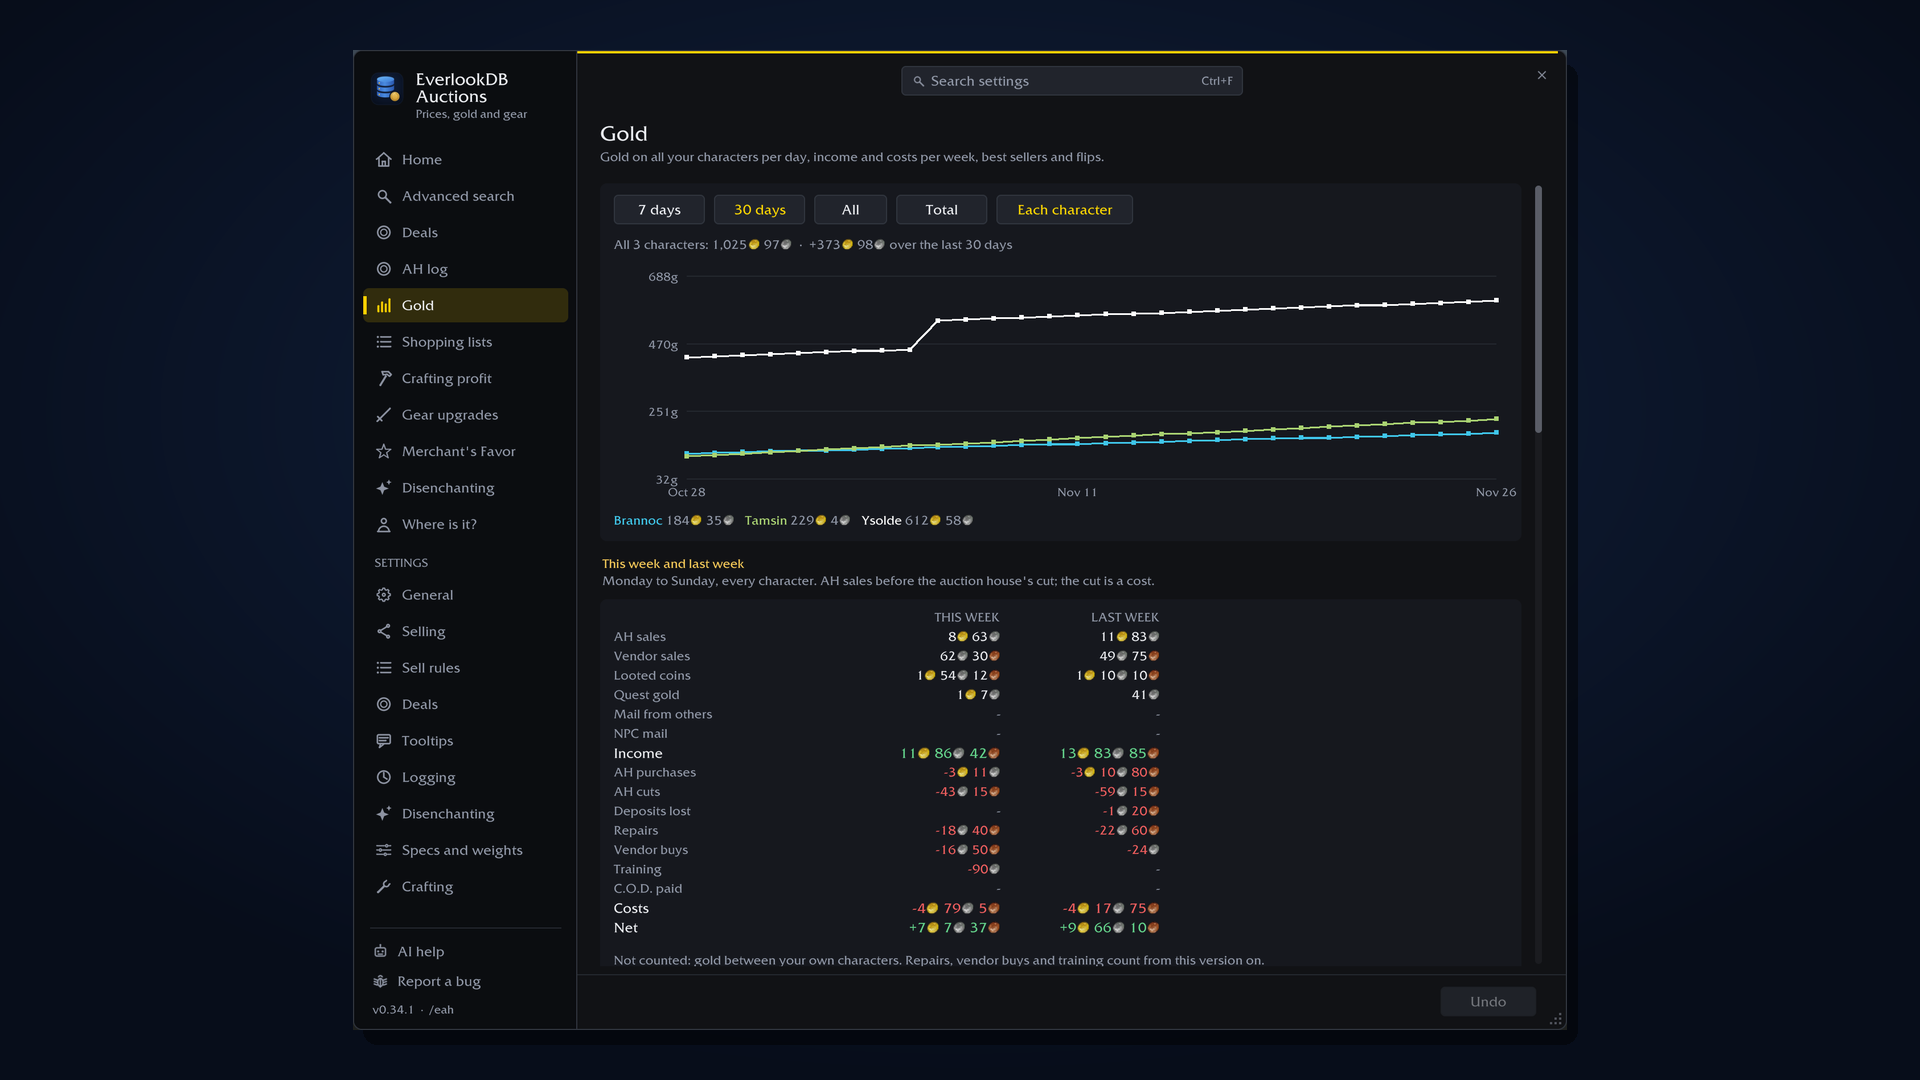 EverlookDB
Auctions
Prices, gold and gear
Search settings Ctrl+F
Home
Advanced search
Deals
AH log
Gold
Shopping lists
Crafting profit
Gear upgrades
Merchant's Favor
Disenchanting
Where is it?
SETTINGS
General
Selling
Sell rules
Deals
Tooltips
Logging
Disenchanting
Specs and weights
Crafting
AI help
Report a bug
v0.34.1 · /eah
Gold
Gold on all your characters per day, income and costs per week, best sellers and flips.
7 days 30 days All Total Each character
All 3 characters: 1,025 97 · +373 98 over the last 30 days
688g
470g
251g
32g
Oct 28 Nov 11 Nov 26
Brannoc 184 35 Tamsin 229 4 Ysolde 612 58
This week and last week
Monday to Sunday, every character. AH sales before the auction house's cut; the cut is a cost.
THIS WEEK LAST WEEK
AH sales 8 63 11 83
Vendor sales 62 30 49 75
Looted coins 1 54 12 1 10 10
Quest gold 1 7 41
Mail from others - -
NPC mail - -
Income 11 86 42 13 83 85
AH purchases -3 11 -3 10 80
AH cuts -43 15 -59 15
Deposits lost - -1 20
Repairs -18 40 -22 60
Vendor buys -16 50 -24
Training -90 -
C.O.D. paid - -
Costs -4 79 5 -4 17 75
Net +7 7 37 +9 66 10
Not counted: gold between your own characters. Repairs, vendor buys and training count from this version on.
Undo